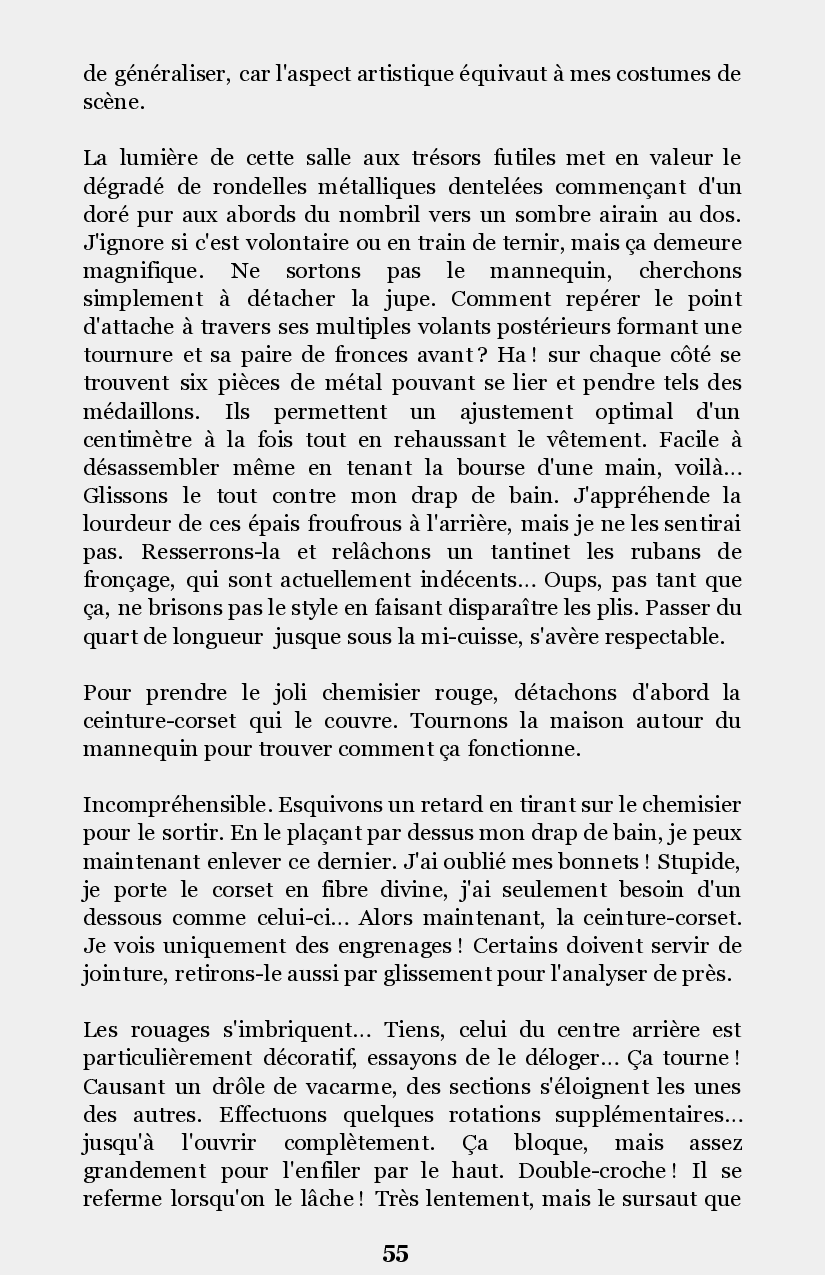 de généraliser, car l'aspect artistique équivaut à mes costumes de
scène.
La lumière de cette salle aux trésors futiles met en valeur le
dégradé de rondelles métalliques dentelées commençant d'un
doré pur aux abords du nombril vers un sombre airain au dos.
J'ignore si c'est volontaire ou en train de ternir, mais ça demeure
magnifique. Ne sortons pas le mannequin, cherchons
simplement à détacher la jupe. Comment repérer le point
d'attache à travers ses multiples volants postérieurs formant une
tournure et sa paire de fronces avant ? Ha ! sur chaque côté se
trouvent six pièces de métal pouvant se lier et pendre tels des
médaillons. Ils permettent un ajustement optimal d'un
centimètre à la fois tout en rehaussant le vêtement. Facile à
désassembler même en tenant la bourse d'une main, voilà...
Glissons le tout contre mon drap de bain. J'appréhende la
lourdeur de ces épais froufrous à l'arrière, mais je ne les sentirai
pas. Resserrons-la et relâchons un tantinet les rubans de
fronçage, qui sont actuellement indécents... Oups, pas tant que
ça, ne brisons pas le style en faisant disparaître les plis. Passer du
quart de longueur jusque sous la mi-cuisse, s'avère respectable.
Pour prendre le joli chemisier rouge, détachons d'abord la
ceinture-corset qui le couvre. Tournons la maison autour du
mannequin pour trouver comment ça fonctionne.
Incompréhensible. Esquivons un retard en tirant sur le chemisier
pour le sortir. En le plaçant par dessus mon drap de bain, je peux
maintenant enlever ce dernier. J'ai oublié mes bonnets ! Stupide,
je porte le corset en fibre divine, j'ai seulement besoin d'un
dessous comme celui-ci... Alors maintenant, la ceinture-corset.
Je vois uniquement des engrenages ! Certains doivent servir de
jointure, retirons-le aussi par glissement pour l'analyser de près.
Les rouages s'imbriquent... Tiens, celui du centre arrière est
particulièrement décoratif, essayons de le déloger... Ça tourne !
Causant un drôle de vacarme, des sections s'éloignent les unes
des autres. Effectuons quelques rotations supplémentaires...
jusqu'à l'ouvrir complètement. Ça bloque, mais assez
grandement pour l'enfiler par le haut. Double-croche ! Il se
referme lorsqu'on le lâche ! Très lentement, mais le sursaut que
55